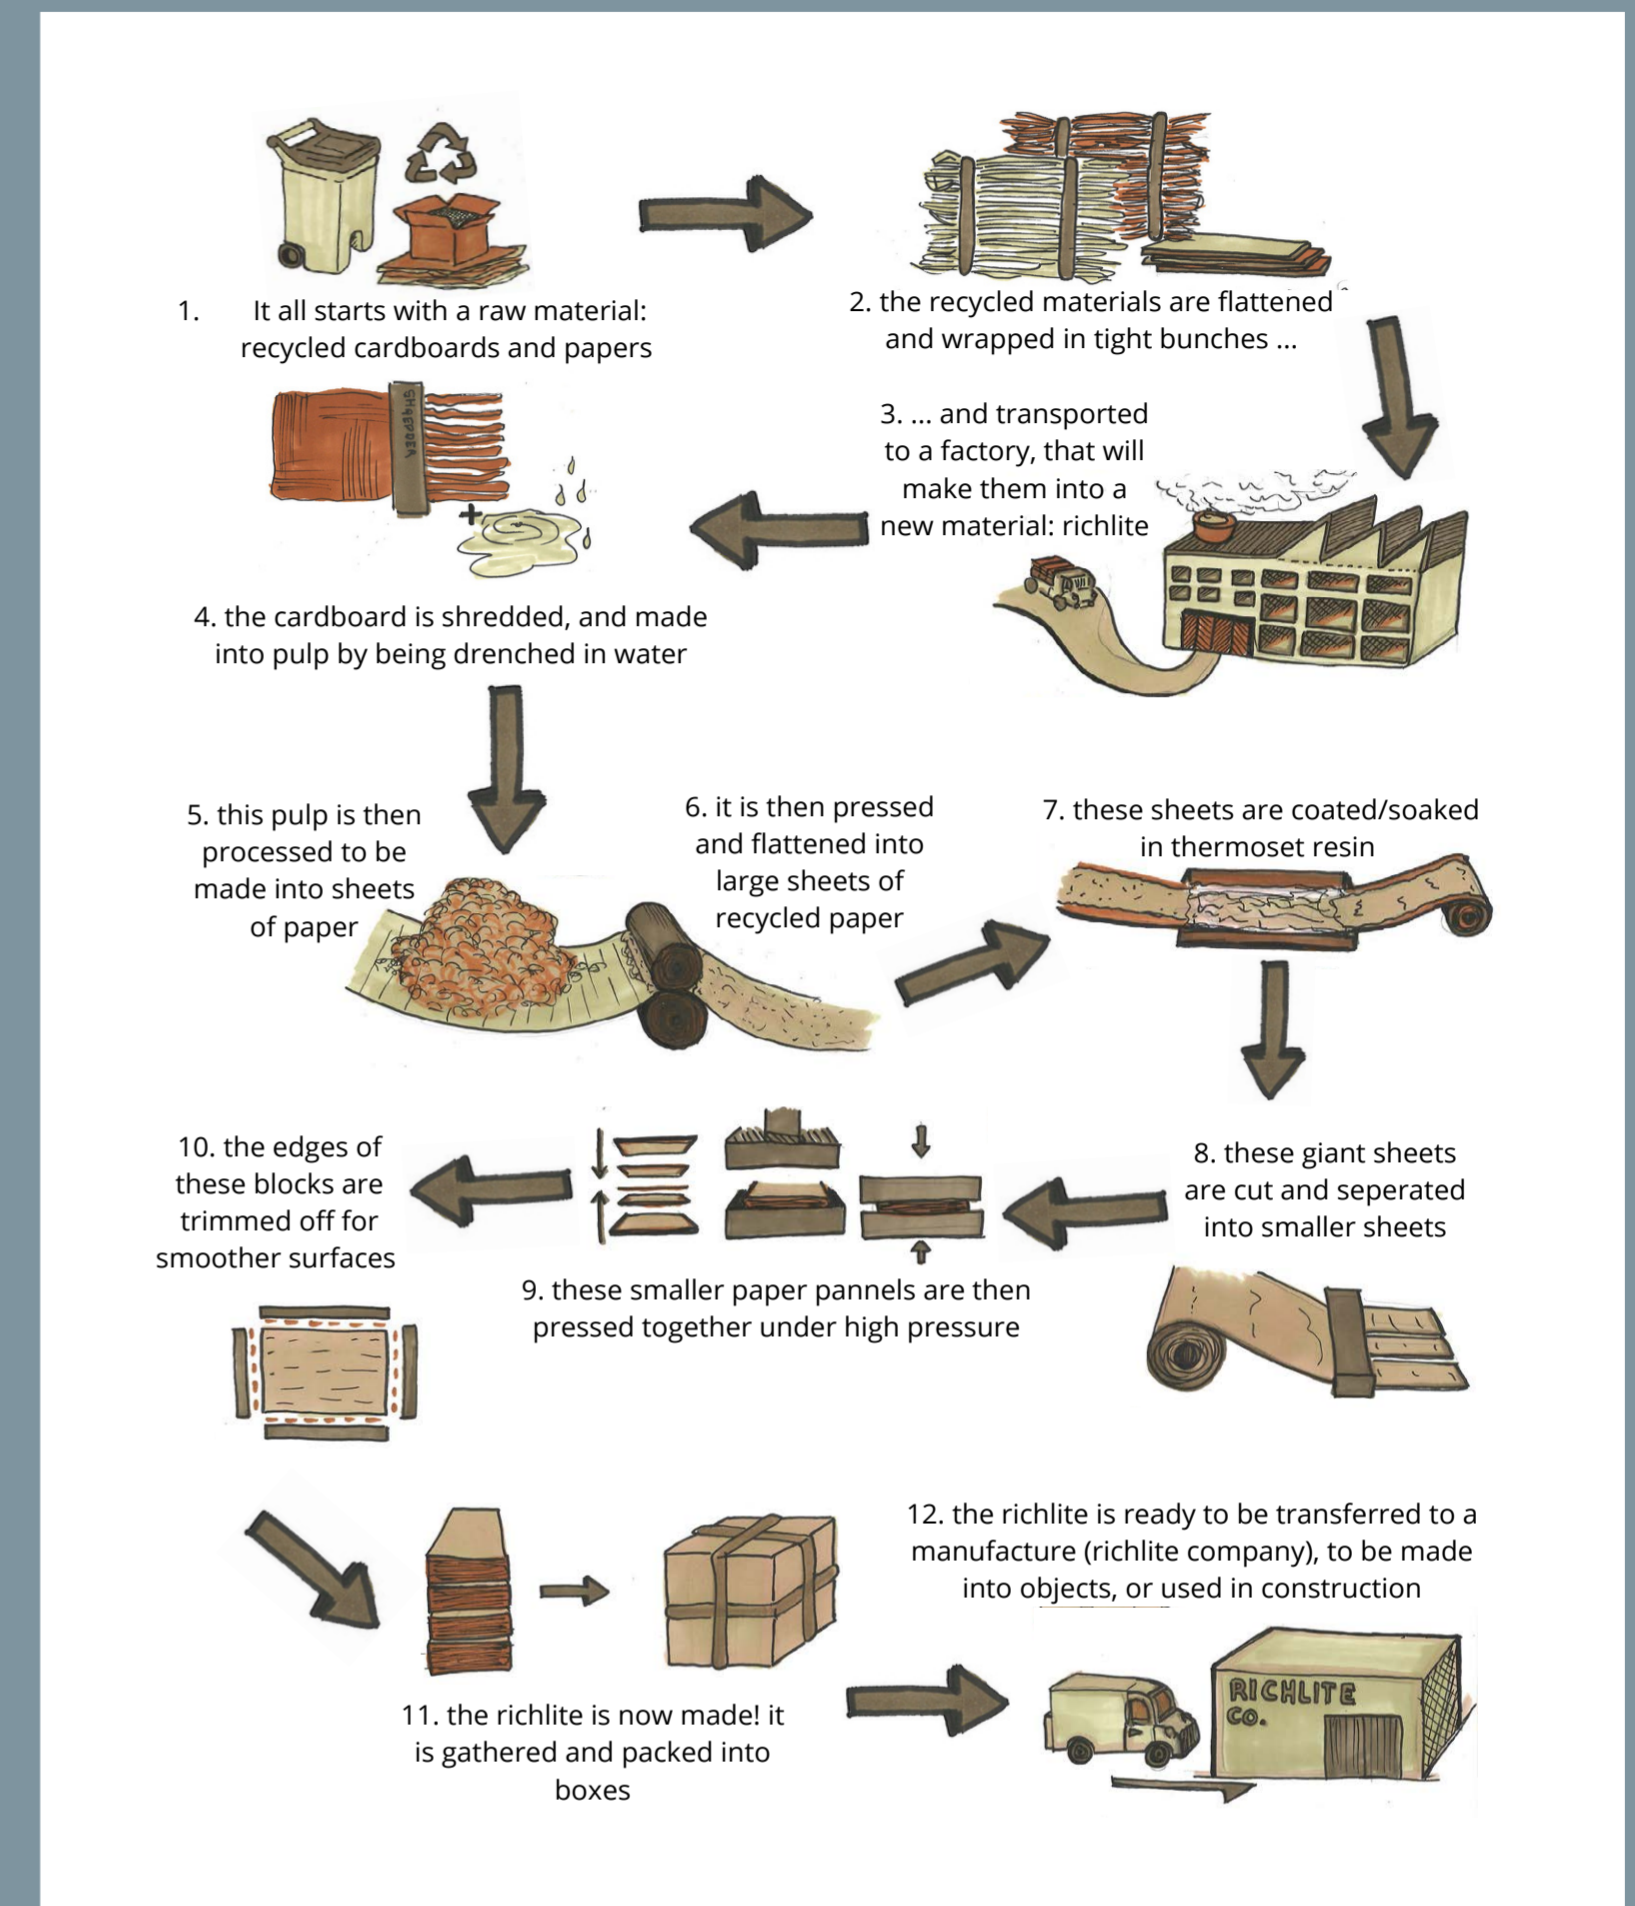 1. It all starts with a raw material:
recycled cardboards and papers
2. the recycled materials are flattened
and wrapped in tight bunches ...
3. ... and transported
to a factory, that will
make them into a
new material: richlite
SHREDDER
4. the cardboard is shredded, and made
into pulp by being drenched in water
5. this pulp is then
processed to be
made into sheets
of paper
6. it is then pressed
and flattened into
large sheets of
recycled paper
7. these sheets are coated/soaked
in thermoset resin
8. these giant sheets
are cut and seperated
into smaller sheets
9. these smaller paper pannels are then
pressed together under high pressure
10. the edges of
these blocks are
trimmed off for
smoother surfaces
11. the richlite is now made! it
is gathered and packed into
boxes
12. the richlite is ready to be transferred to a
manufacture (richlite company), to be made
into objects, or used in construction
RICHLITE
CO.